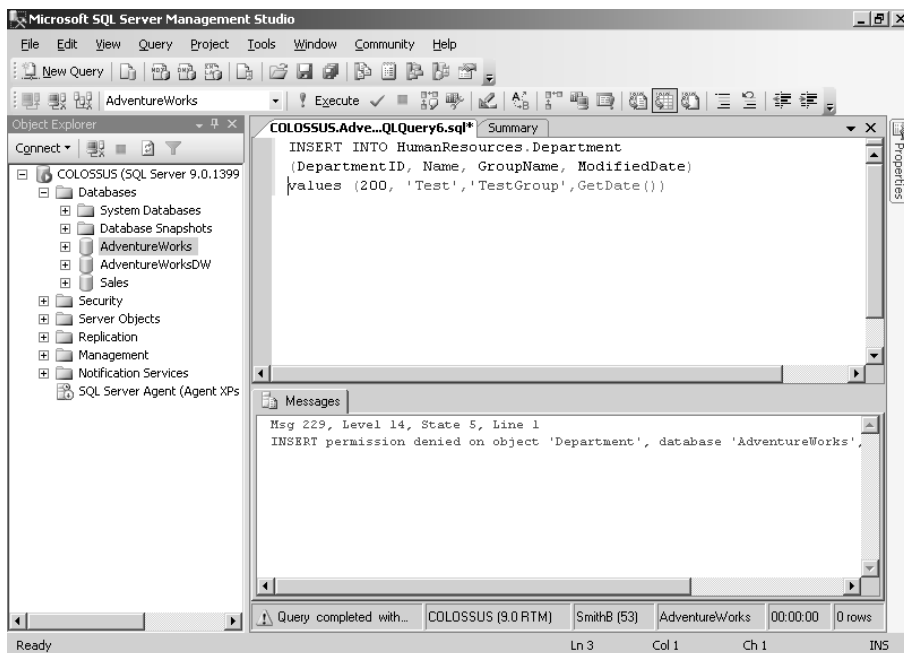 Microsoft SQL Server Management Studio
File Edit View Query Project Tools Window Community Help
New Query
AdventureWorks Execute
Object Explorer
COLOSSUS.Adve...QLQuery6.sql* Summary
Connect
Properties
COLOSSUS (SQL Server 9.0.1399
Databases
System Databases
Database Snapshots
AdventureWorks
AdventureWorksDW
Sales
Security
Server Objects
Replication
Management
Notification Services
SQL Server Agent (Agent XPs
INSERT INTO HumanResources.Department
(DepartmentID, Name, GroupName, ModifiedDate)
values (200, 'Test','TestGroup',GetDate())
Messages
Msg 229, Level 14, State 5, Line 1
INSERT permission denied on object 'Department', database 'AdventureWorks',
Query completed with... COLOSSUS (9.0 RTM) SmithB (53) AdventureWorks 00:00:00 0 rows
Ready Ln 3 Col 1 Ch 1 INS